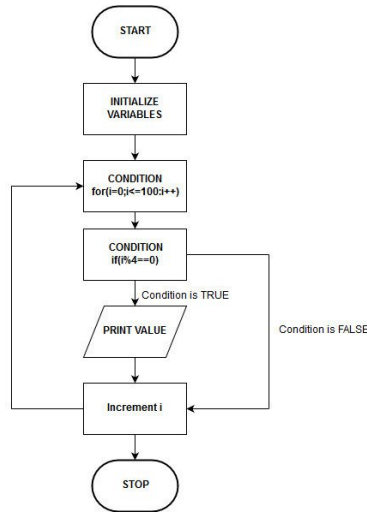 START
INITIALIZE
VARIABLES
CONDITION
for(i=0;i<=100:i++)
CONDITION
if(i%4==0)
Condition is TRUE
PRINT VALUE
Condition is FALSE
Increment i
STOP